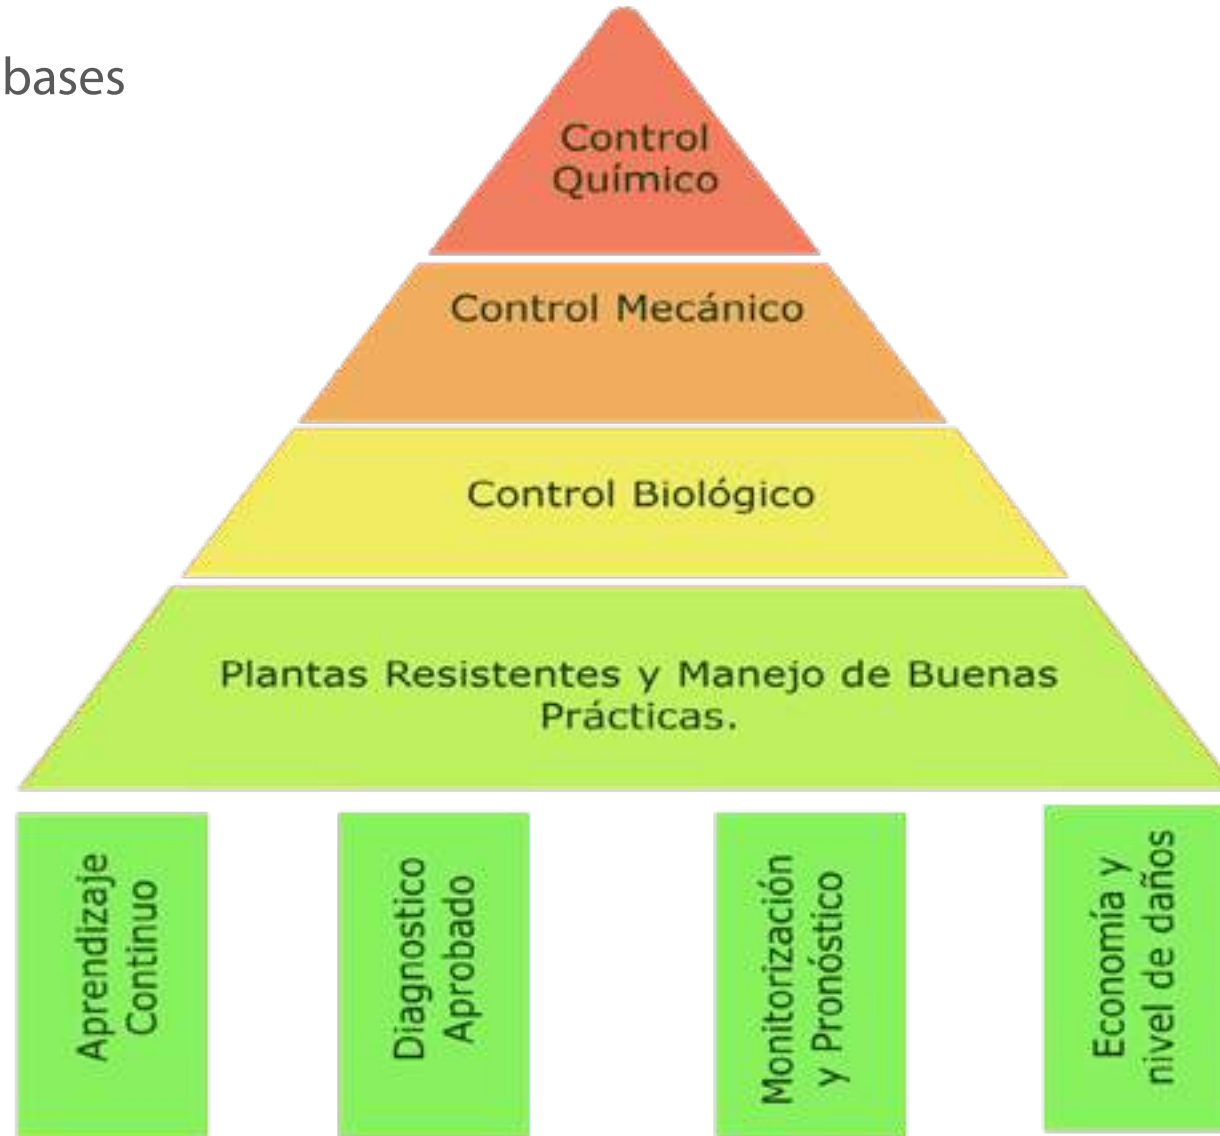 bases
Control
Químico
Control Mecánico
Control Biológico
Plantas Resistentes y Manejo de Buenas
Prácticas.
Aprendizaje
Continuo
Diagnostico
Aprobado
Monitorización
y Pronóstico
Economía y
nivel de daños